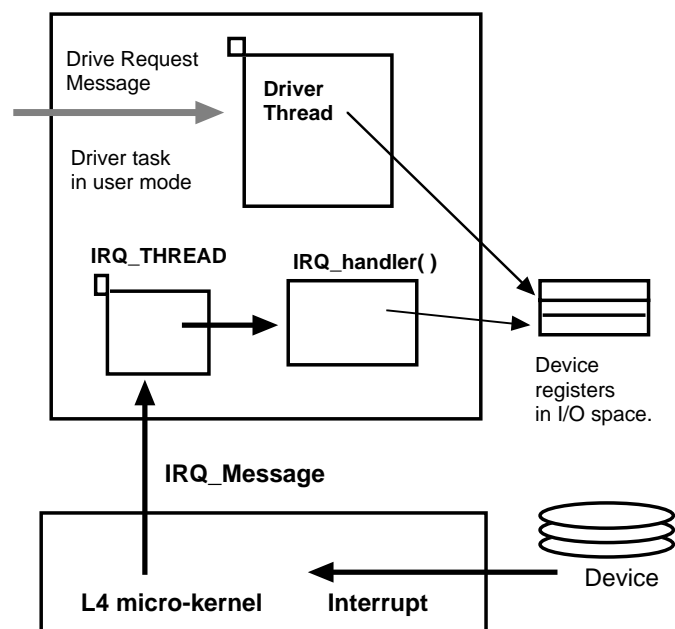 Drive Request
Message
Driver
Thread
Driver task
in user mode
IRQ_THREAD
IRQ_handler( )
Device
registers
in I/O space.
IRQ_Message
Device
L4 micro-kernel
Interrupt